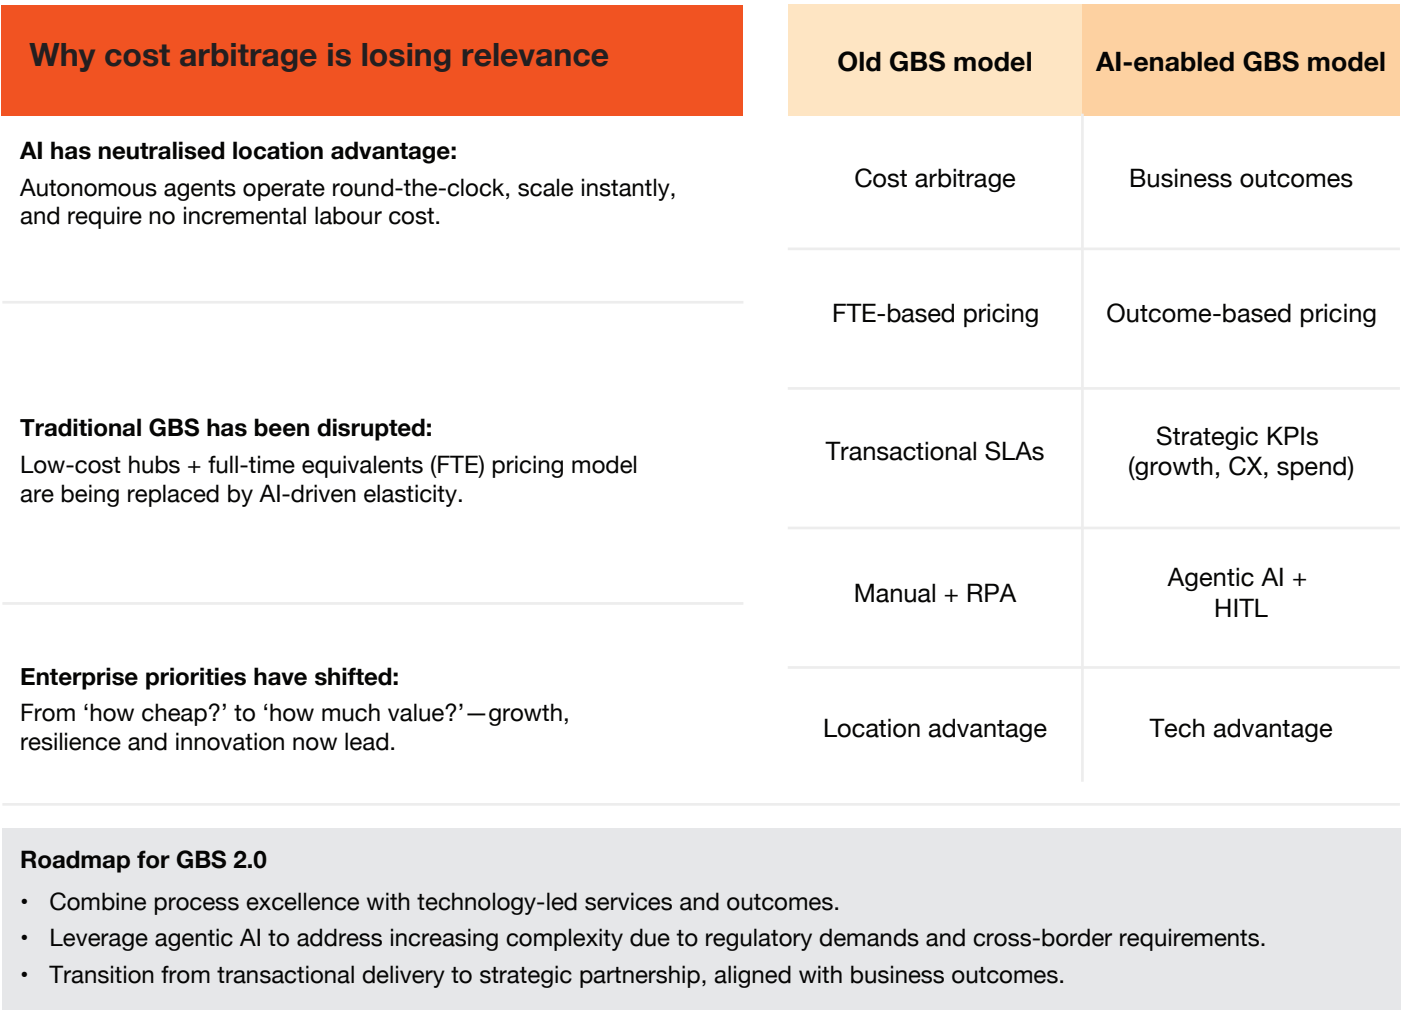 Why cost arbitrage is losing relevance
AI has neutralised location advantage:
Autonomous agents operate round-the-clock, scale instantly,
and require no incremental labour cost.
Traditional GBS has been disrupted:
Low-cost hubs + full-time equivalents (FTE) pricing model
are being replaced by AI-driven elasticity.
Enterprise priorities have shifted:
From ‘how cheap?’ to ‘how much value?’—growth,
resilience and innovation now lead.
Old GBS model
AI-enabled GBS model
Cost arbitrage
Business outcomes
FTE-based pricing
Outcome-based pricing
Transactional SLAs
Strategic KPIs
(growth, CX, spend)
Manual + RPA
Agentic AI +
HITL
Location advantage
Tech advantage
Roadmap for GBS 2.0
• Combine process excellence with technology-led services and outcomes.
• Leverage agentic AI to address increasing complexity due to regulatory demands and cross-border requirements.
• Transition from transactional delivery to strategic partnership, aligned with business outcomes.